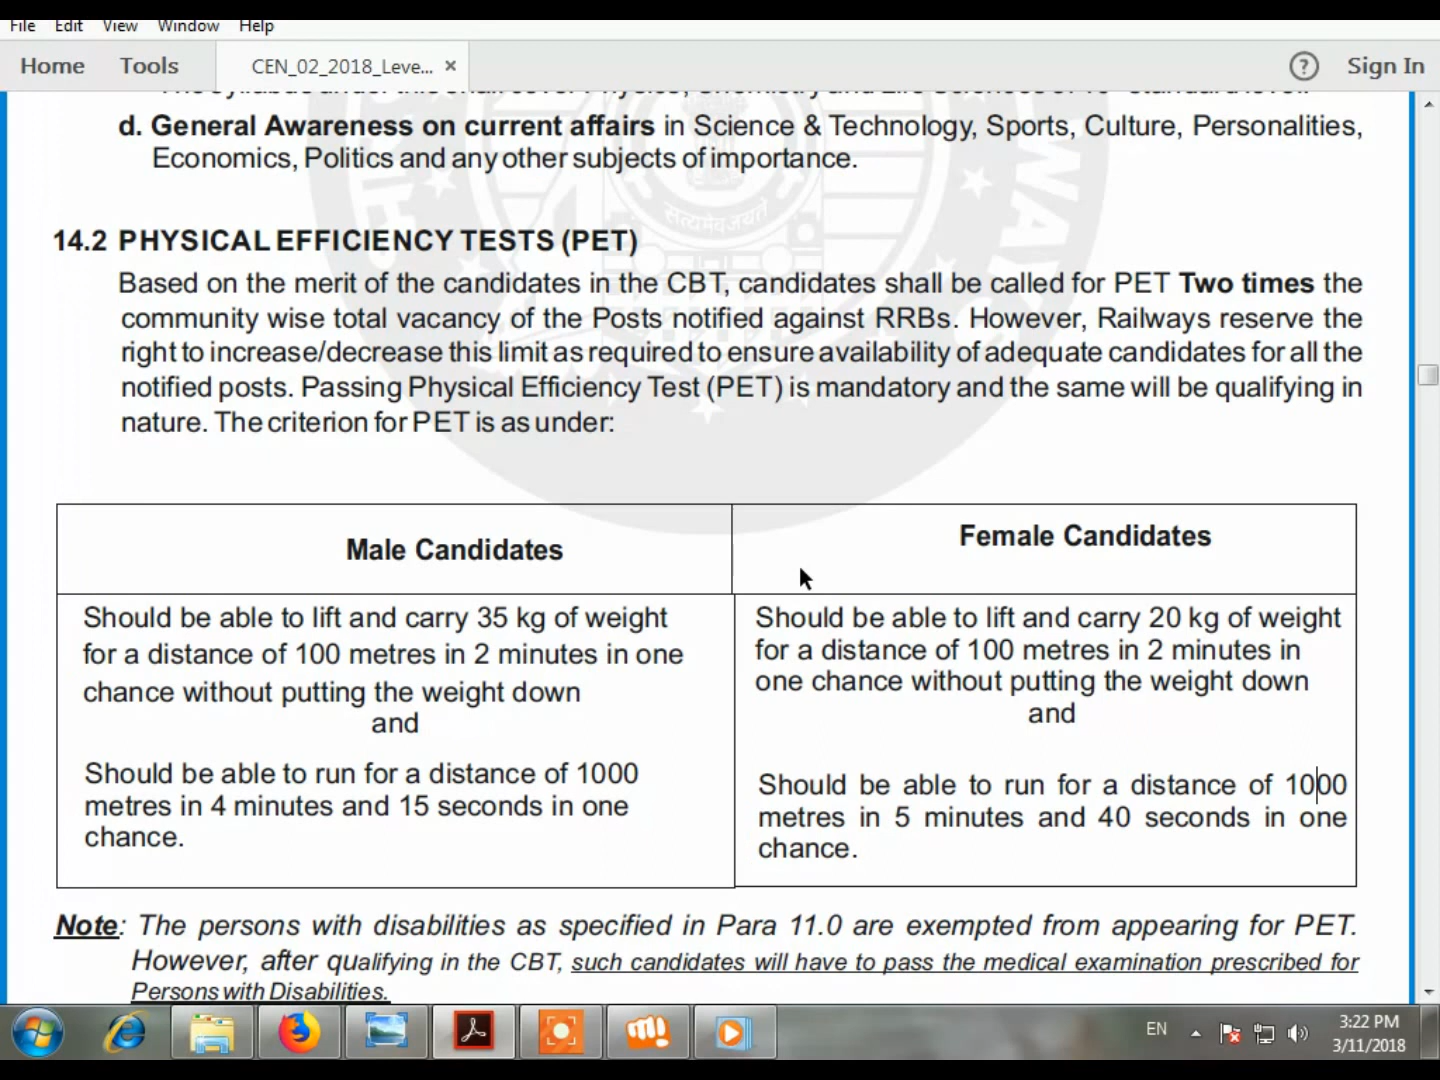 File Edit View Window Help
Home Tools CEN_02_2018_Leve... × ? Sign In
d. General Awareness on current affairs in Science & Technology, Sports, Culture, Personalities,
Economics, Politics and any other subjects of importance.
सत्यमेव जयते
14.2 PHYSICAL EFFICIENCY TESTS (PET)
Based on the merit of the candidates in the CBT, candidates shall be called for PET Two times the
community wise total vacancy of the Posts notified against RRBs. However, Railways reserve the
right to increase/decrease this limit as required to ensure availability of adequate candidates for all the
notified posts. Passing Physical Efficiency Test (PET) is mandatory and the same will be qualifying in
nature. The criterion for PET is as under:
Male Candidates
Female Candidates
Should be able to lift and carry 35 kg of weight
for a distance of 100 metres in 2 minutes in one
chance without putting the weight down
and
Should be able to run for a distance of 1000
metres in 4 minutes and 15 seconds in one
chance.
Should be able to lift and carry 20 kg of weight
for a distance of 100 metres in 2 minutes in
one chance without putting the weight down
and
Should be able to run for a distance of 1000
metres in 5 minutes and 40 seconds in one
chance.
Note: The persons with disabilities as specified in Para 11.0 are exempted from appearing for PET.
However, after qualifying in the CBT, such candidates will have to pass the medical examination prescribed for
Persons with Disabilities.
EN
3:22 PM
3/11/2018